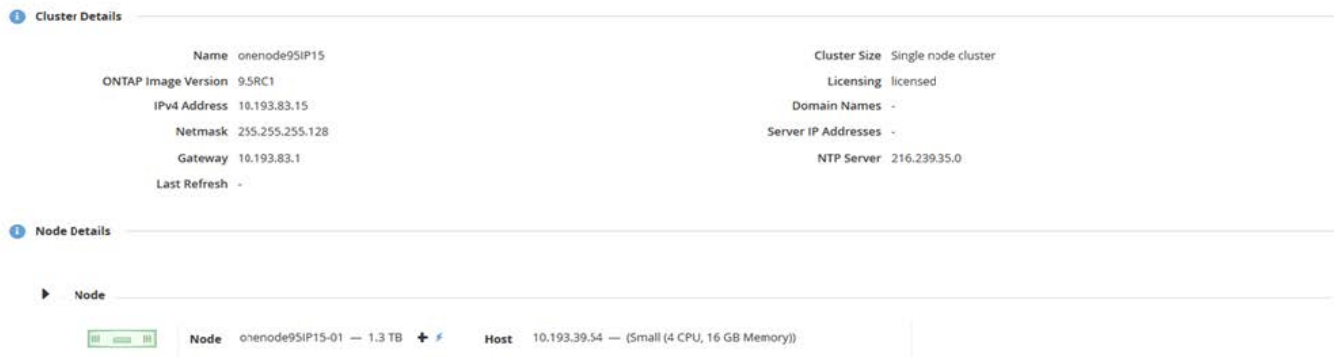 Cluster Details
Name onenode95IP15
Cluster Size Single node cluster
ONTAP Image Version 9.5RC1
Licensing licensed
IPv4 Address 10.193.83.15
Domain Names -
Netmask 255.255.255.128
Server IP Addresses -
Gateway 10.193.83.1
NTP Server 216.239.35.0
Last Refresh -
Node Details
Node
Node onenode95IP15-01 — 1.3 TB Host 10.193.39.54 — (Small (4 CPU, 16 GB Memory))